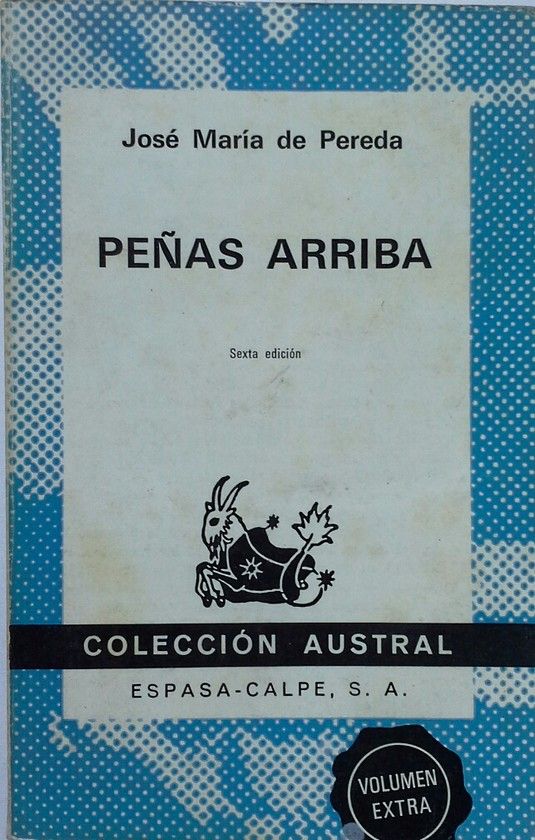 José María de Pereda
PEÑAS ARRIBA
Sexta edición
COLECCIÓN AUSTRAL
ESPASA-CALPE, S. A.
VOLUMEN
EXTRA